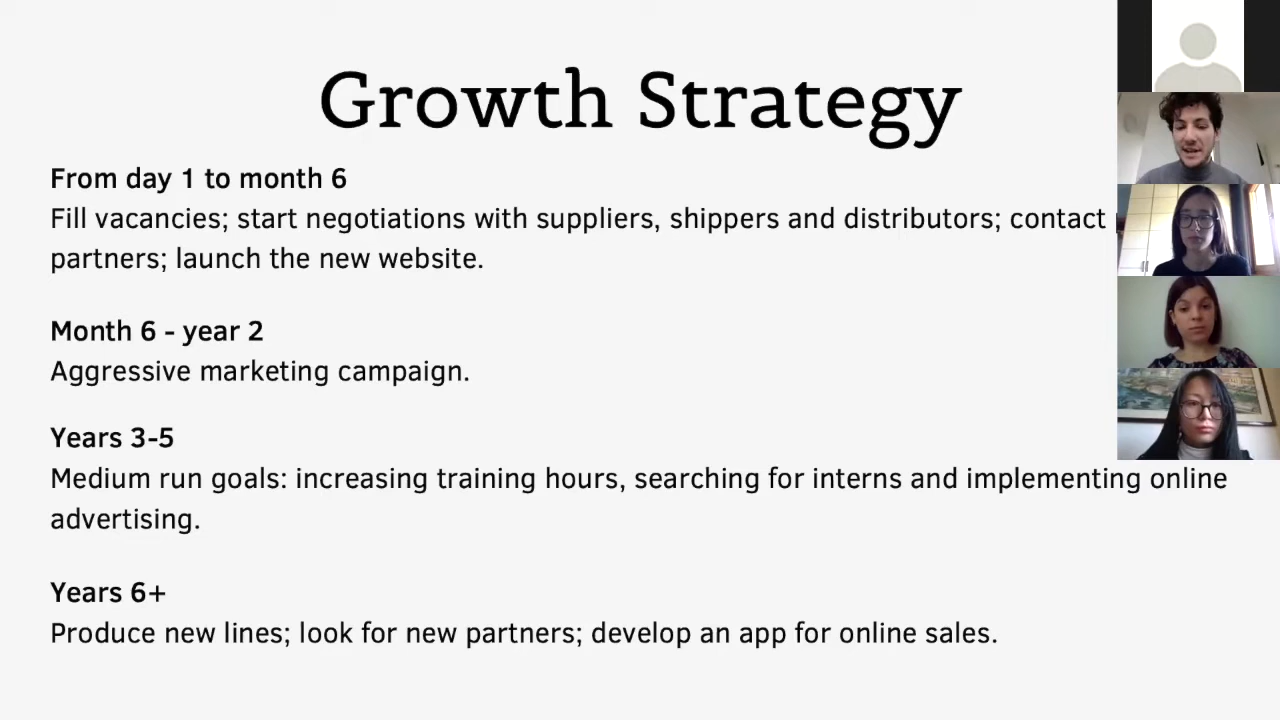 Growth Strategy
From day 1 to month 6
Fill vacancies; start negotiations with suppliers, shippers and distributors; contact
partners; launch the new website.
Month 6 - year 2
Aggressive marketing campaign.
Years 3-5
Medium run goals: increasing training hours, searching for interns and implementing online
advertising.
Years 6+
Produce new lines; look for new partners; develop an app for online sales.